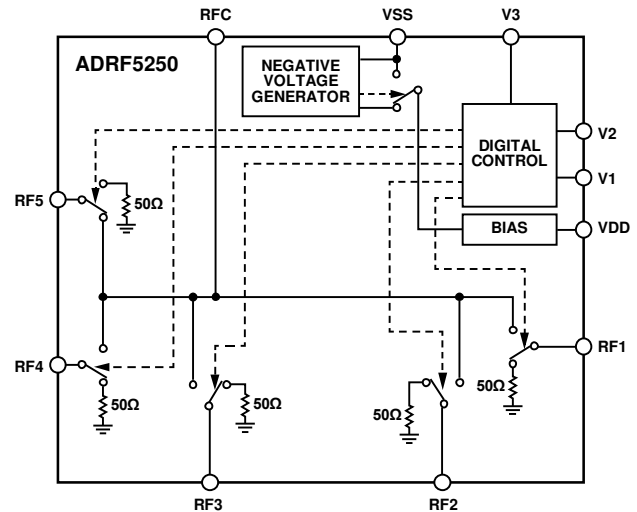 RFC
VSS
V3
ADRF5250
NEGATIVE
VOLTAGE
GENERATOR
DIGITAL
CONTROL
V2
V1
RF5
50Ω
BIAS
VDD
RF1
RF4
50Ω
50Ω
50Ω
50Ω
RF3
RF2